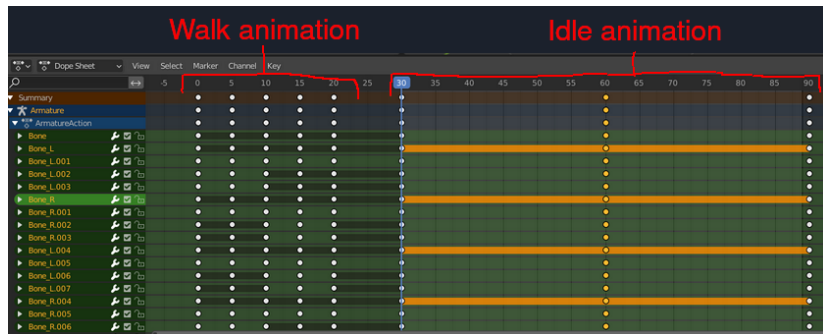 Walk animation Idle animation
Dope Sheet View Select Marker Channel Key
-5 0 5 10 15 20 25 30 35 40 45 50 55 60 65 70 75 80 85 90
Summary
Armature
ArmatureAction
Bone
Bone_L
Bone_L.001
Bone_L.002
Bone_L.003
Bone_R
Bone_R.001
Bone_R.002
Bone_R.003
Bone_L.004
Bone_L.005
Bone_L.006
Bone_L.007
Bone_R.004
Bone_R.005
Bone_R.006